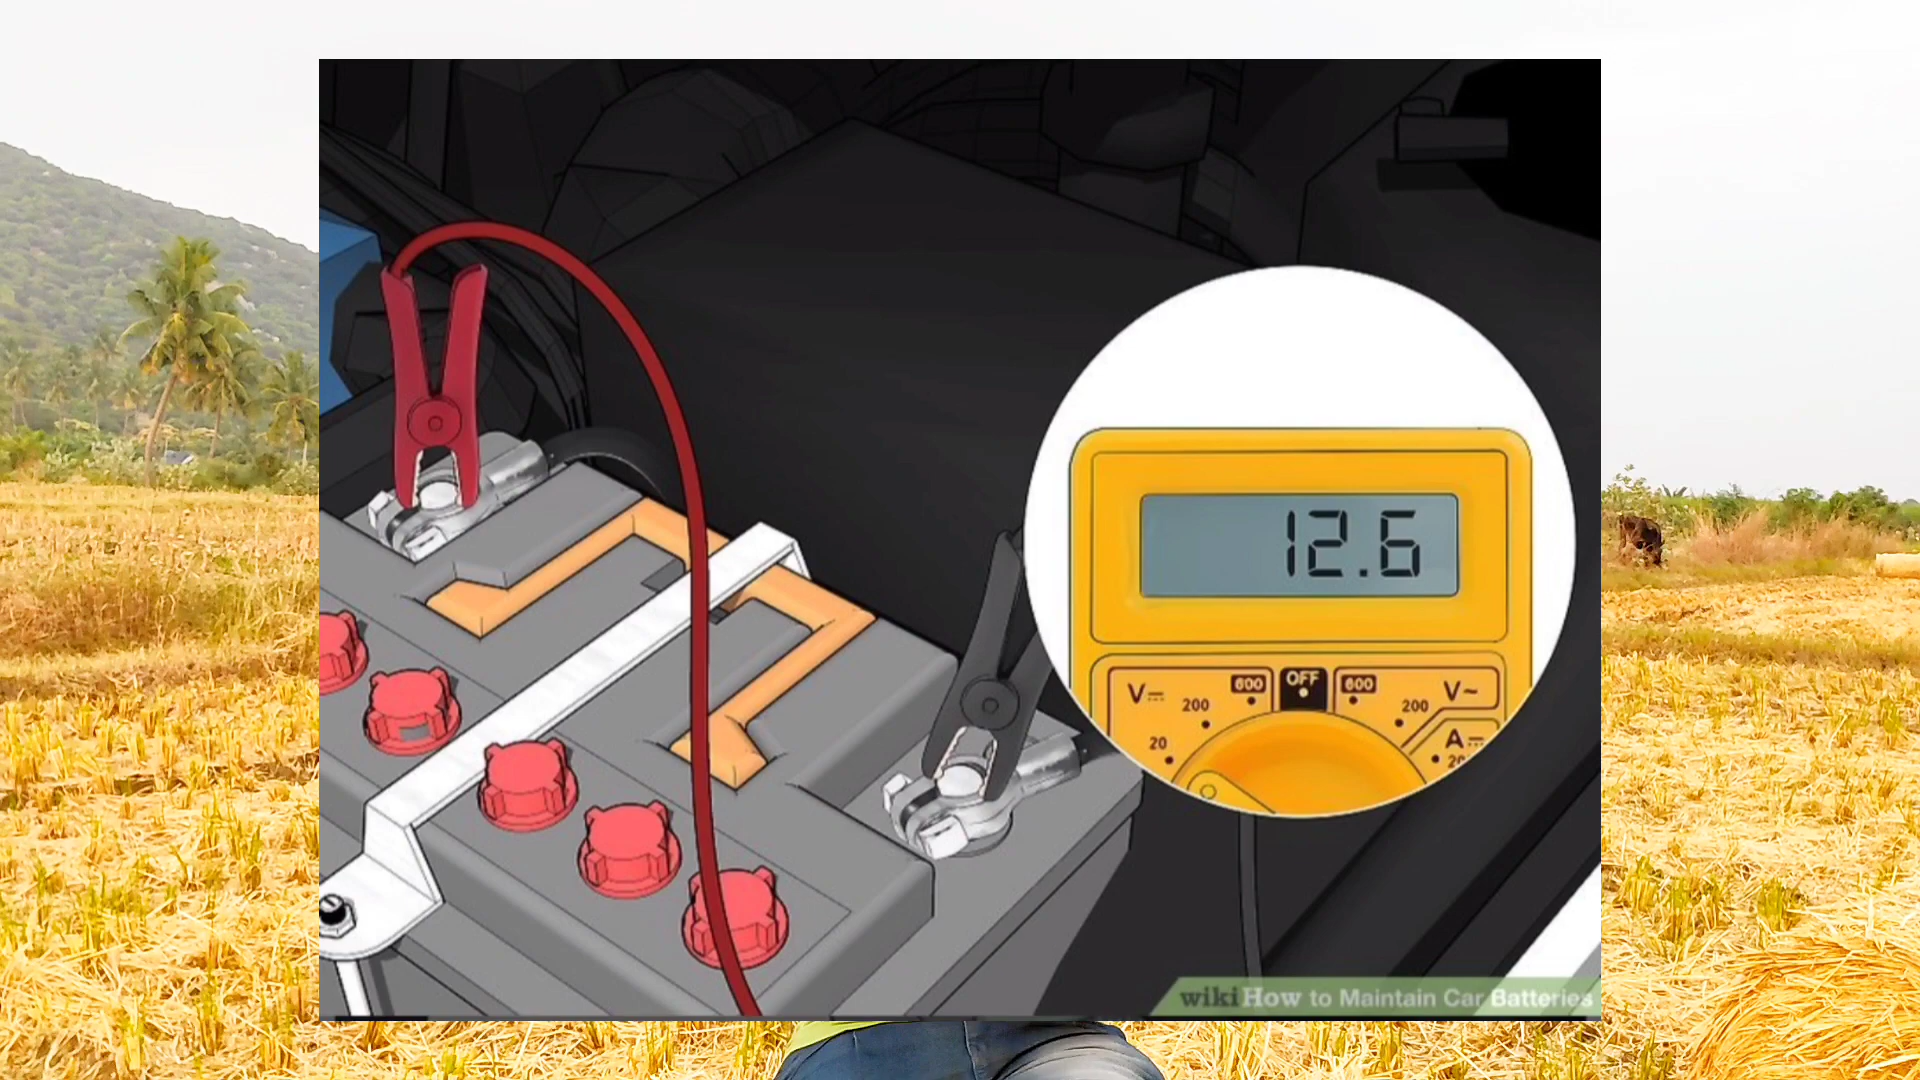 12.6
OFF
V⎓ 600 600 V~
200 200
20 A⎓
wikiHow to Maintain Car Batteries